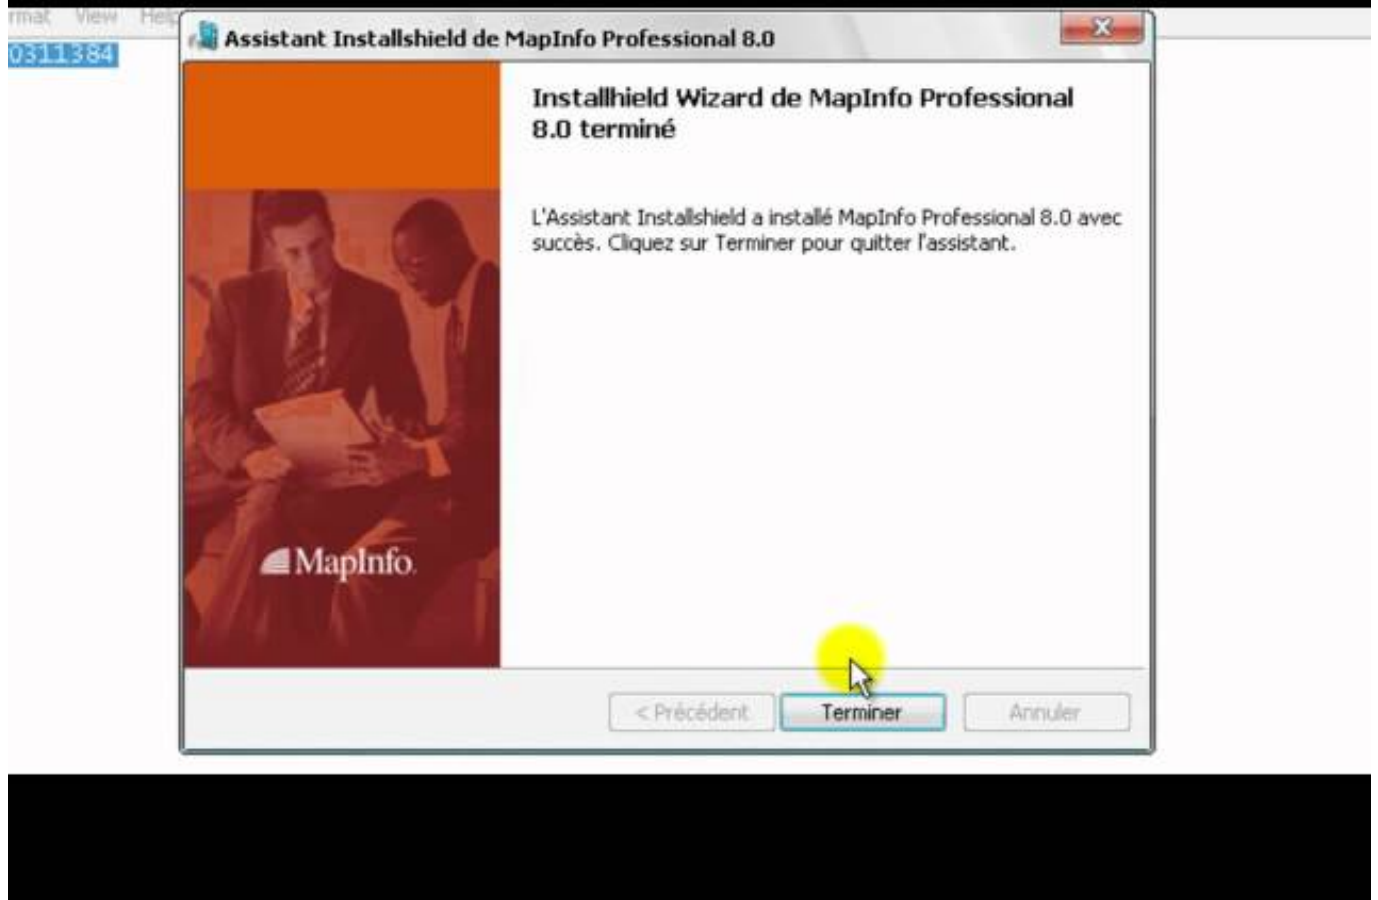 View Help
0311384
Assistant Installshield de MapInfo Professional 8.0
X
Installhield Wizard de MapInfo Professional
8.0 terminé
L'Assistant Installshield a installé MapInfo Professional 8.0 avec
succès. Cliquez sur Terminer pour quitter l'assistant.
MapInfo.
< Précédent Terminer Annuler